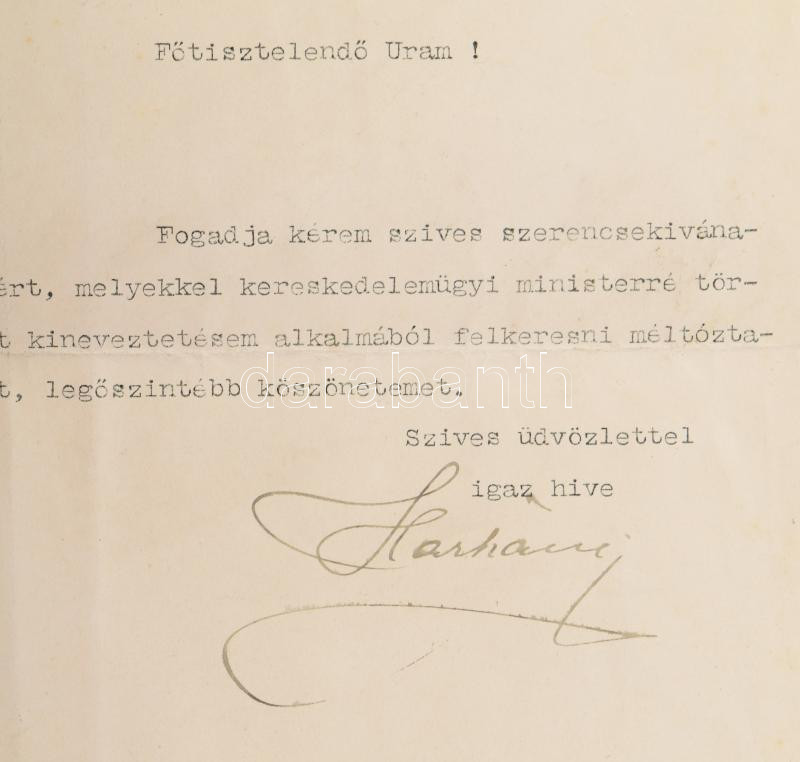 Főtisztelendő Uram !
Fogadja kérem szives szerencsekivána-
ért, melyekkel kereskedelemügyi ministerré tör-
t kineveztetésem alkalmából felkeresni méltózta-
t, legőszintébb köszönetemet.
darabanth
Szives üdvözlettel
igaz hive